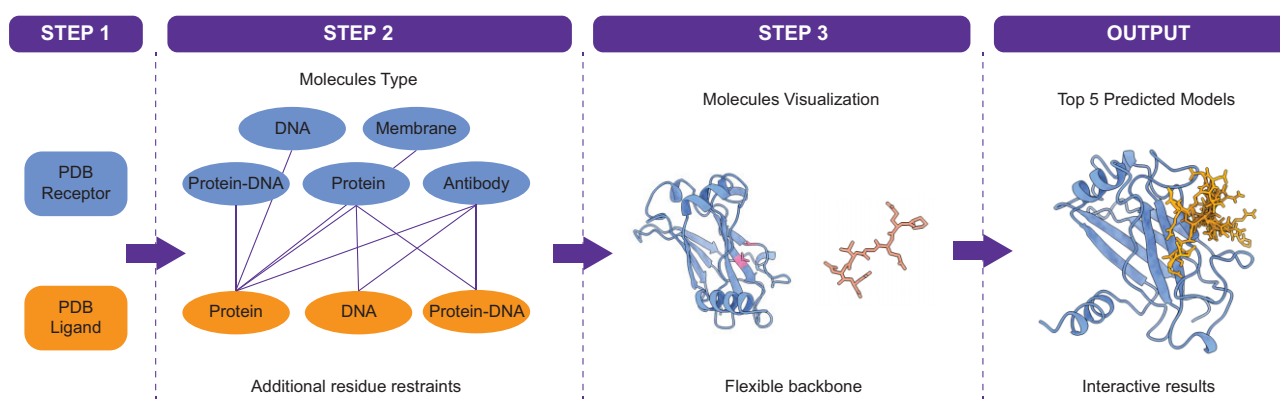 STEP 1
STEP 2
STEP 3
OUTPUT
Molecules Type
Molecules Visualization
Top 5 Predicted Models
DNA
Membrane
PDB
Receptor
Protein-DNA
Protein
Antibody
PDB
Ligand
Protein
DNA
Protein-DNA
Additional residue restraints
Flexible backbone
Interactive results